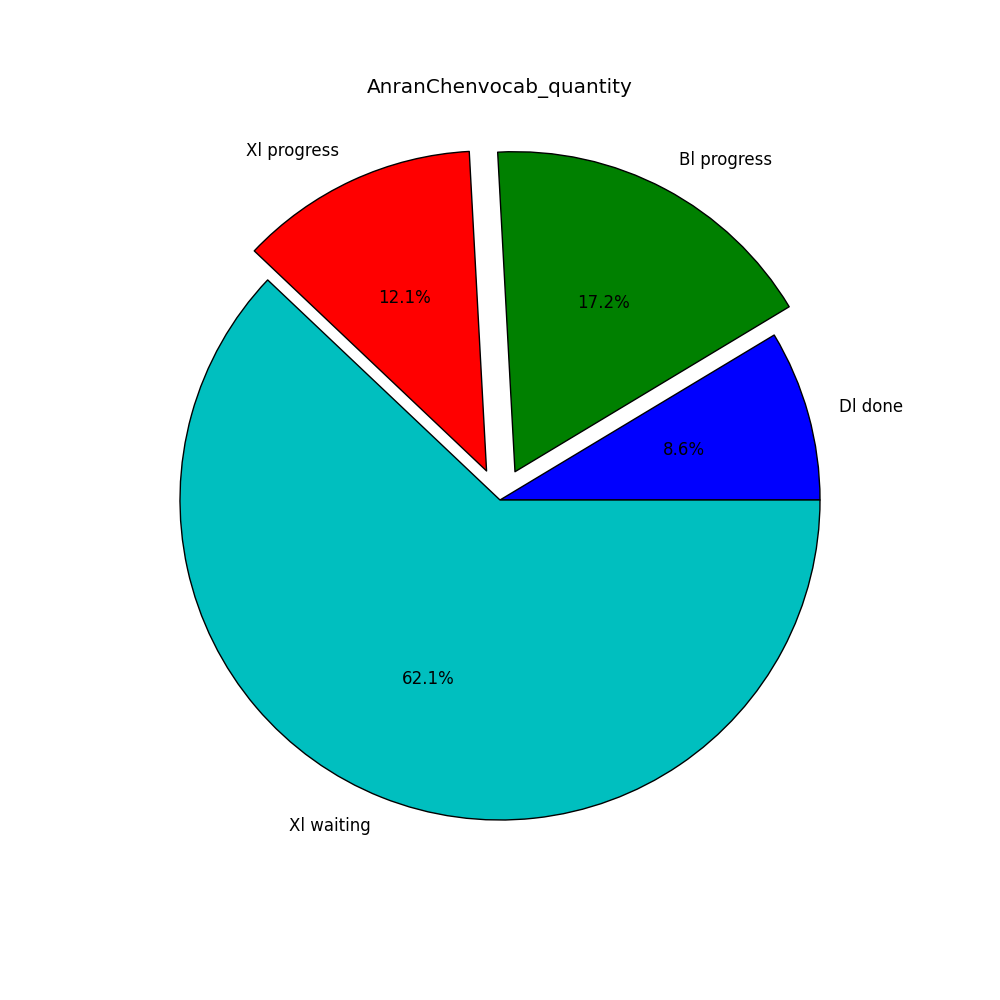 AnranChenvocab_quantity
Xl progress
Bl progress
12.1%
17.2%
Dl done
8.6%
62.1%
Xl waiting